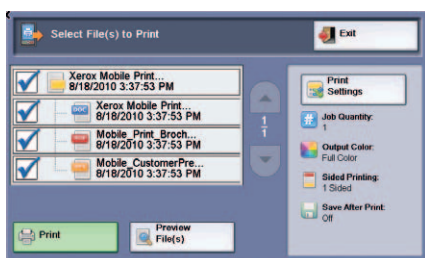 Select File(s) to Print
Exit
Xerox Mobile Print...
8/18/2010 3:37:53 PM
DOC
Xerox Mobile Print...
8/18/2010 3:37:53 PM
Mobile_Print_Broch...
8/18/2010 3:37:53 PM
Mobile_CustomerPre...
8/18/2010 3:37:53 PM
1
1
Print
Settings
Job Quantity:
1
Output Color:
Full Color
Sided Printing:
1 Sided
Save After Print:
Off
Print
Preview
File(s)